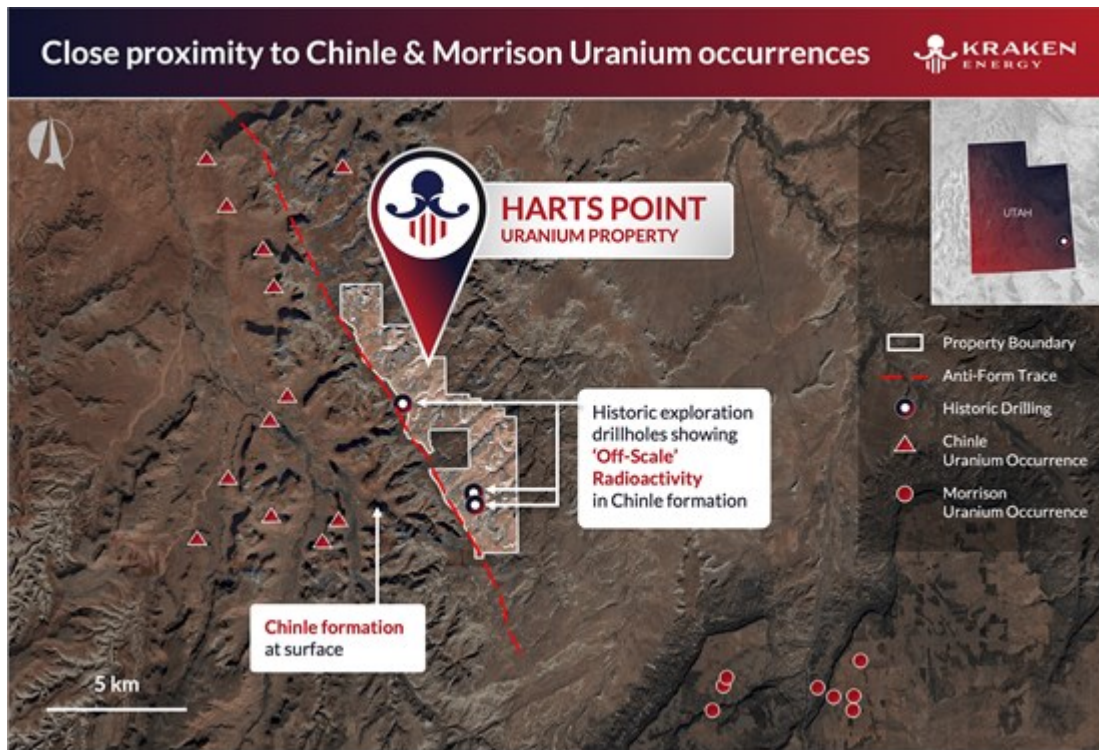 Close proximity to Chinle & Morrison Uranium occurrences
KRAKEN
ENERGY
HARTS POINT
URANIUM PROPERTY
UTAH
Property Boundary
Anti-Form Trace
Historic Drilling
Chinle
Uranium Occurrence
Morrison
Uranium Occurrence
Historic exploration
drillholes showing
‘Off-Scale’
Radioactivity
in Chinle formation
Chinle formation
at surface
5 km